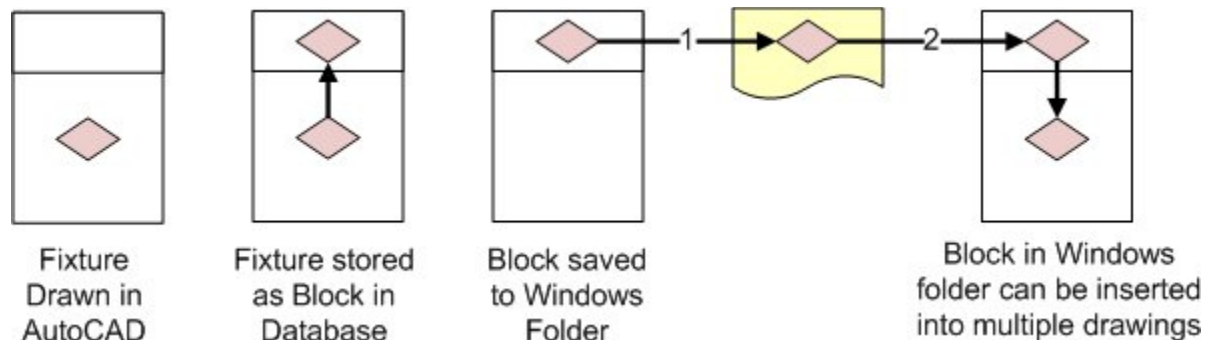 1
2
Fixture
Drawn in
AutoCAD
Fixture stored
as Block in
Database
Block saved
to Windows
Folder
Block in Windows
folder can be inserted
into multiple drawings